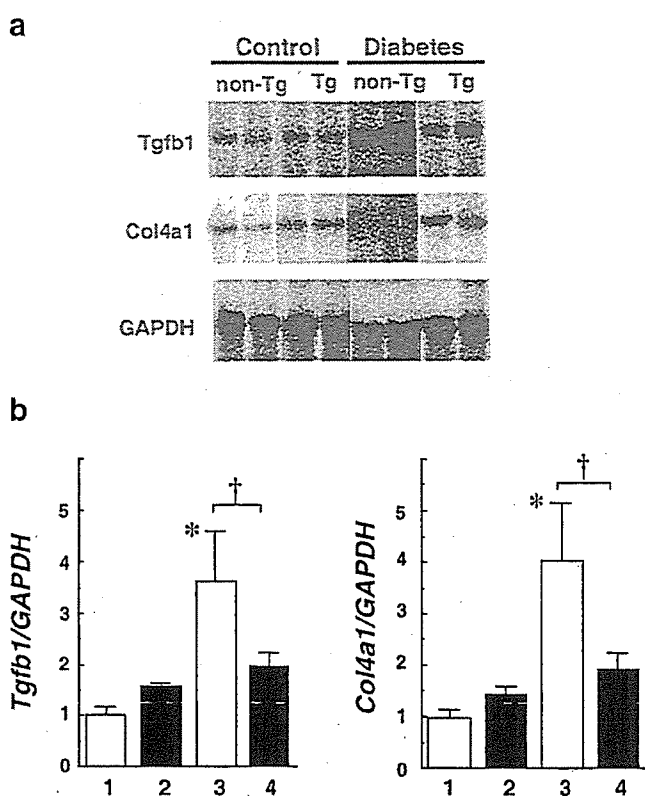 a
Control Diabetes
non-Tg Tg non-Tg Tg
Tgfb1
Col4a1
GAPDH
b
Tgfb1/GAPDH
5
4
3
2
1
0
*
†
1 2 3 4
Col4a1/GAPDH
5
4
3
2
1
0
*
†
1 2 3 4